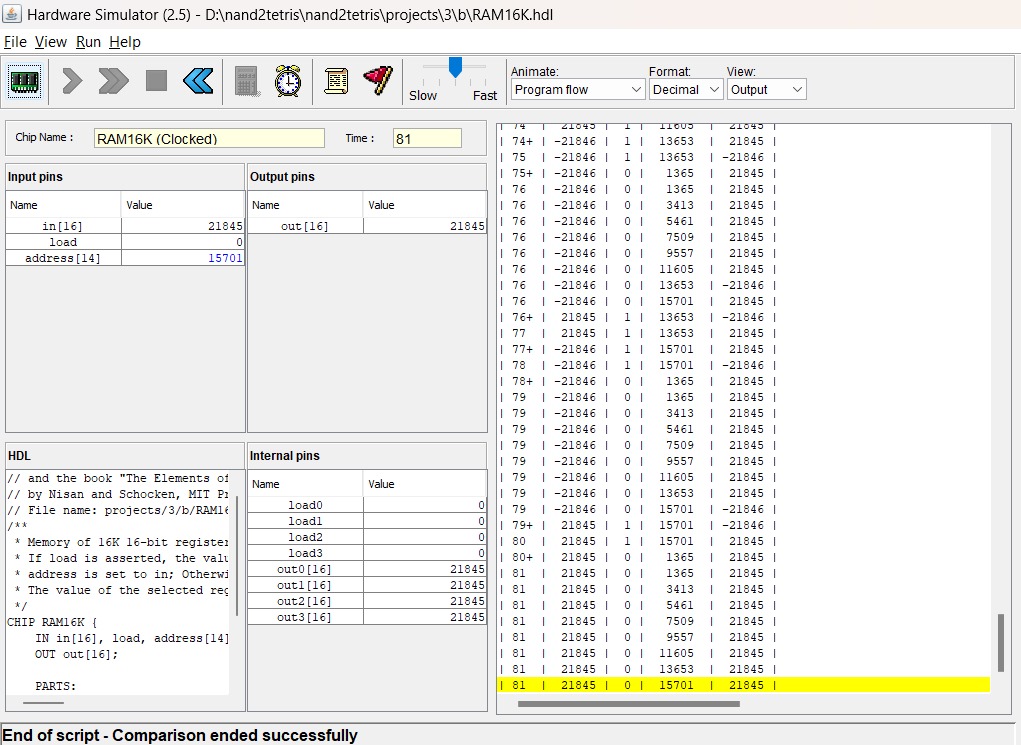 Hardware Simulator (2.5) - D:\nand2tetris\nand2tetris\projects\3\b\RAM16K.hdl
File View Run Help
Slow Fast
Animate: Format: View:
Program flow Decimal Output
Chip Name : RAM16K (Clocked) Time : 81
Input pins
Name Value
in[16] 21845
load 0
address[14] 15701
Output pins
Name Value
out[16] 21845
HDL
// and the book "The Elements of
// by Nisan and Schocken, MIT Pr
// File name: projects/3/b/RAM16
/**
* Memory of 16K 16-bit register
* If load is asserted, the valu
* address is set to in; Otherwi
* The value of the selected reg
*/
CHIP RAM16K {
IN in[16], load, address[14]
OUT out[16];
PARTS:
Internal pins
Name Value
load0 0
load1 0
load2 0
load3 0
out0[16] 21845
out1[16] 21845
out2[16] 21845
out3[16] 21845
| 74 | 21845 | 1 | 11605 | 21845 |
| 74+ | -21846 | 1 | 13653 | 21845 |
| 75 | -21846 | 1 | 13653 | -21846 |
| 75+ | -21846 | 0 | 1365 | 21845 |
| 76 | -21846 | 0 | 1365 | 21845 |
| 76 | -21846 | 0 | 3413 | 21845 |
| 76 | -21846 | 0 | 5461 | 21845 |
| 76 | -21846 | 0 | 7509 | 21845 |
| 76 | -21846 | 0 | 9557 | 21845 |
| 76 | -21846 | 0 | 11605 | 21845 |
| 76 | -21846 | 0 | 13653 | -21846 |
| 76 | -21846 | 0 | 15701 | 21845 |
| 76+ | 21845 | 1 | 13653 | -21846 |
| 77 | 21845 | 1 | 13653 | 21845 |
| 77+ | -21846 | 1 | 15701 | 21845 |
| 78 | -21846 | 1 | 15701 | -21846 |
| 78+ | -21846 | 0 | 1365 | 21845 |
| 79 | -21846 | 0 | 1365 | 21845 |
| 79 | -21846 | 0 | 3413 | 21845 |
| 79 | -21846 | 0 | 5461 | 21845 |
| 79 | -21846 | 0 | 7509 | 21845 |
| 79 | -21846 | 0 | 9557 | 21845 |
| 79 | -21846 | 0 | 11605 | 21845 |
| 79 | -21846 | 0 | 13653 | 21845 |
| 79 | -21846 | 0 | 15701 | -21846 |
| 79+ | 21845 | 1 | 15701 | -21846 |
| 80 | 21845 | 1 | 15701 | 21845 |
| 80+ | 21845 | 0 | 1365 | 21845 |
| 81 | 21845 | 0 | 1365 | 21845 |
| 81 | 21845 | 0 | 3413 | 21845 |
| 81 | 21845 | 0 | 5461 | 21845 |
| 81 | 21845 | 0 | 7509 | 21845 |
| 81 | 21845 | 0 | 9557 | 21845 |
| 81 | 21845 | 0 | 11605 | 21845 |
| 81 | 21845 | 0 | 13653 | 21845 |
| 81 | 21845 | 0 | 15701 | 21845 |
End of script - Comparison ended successfully